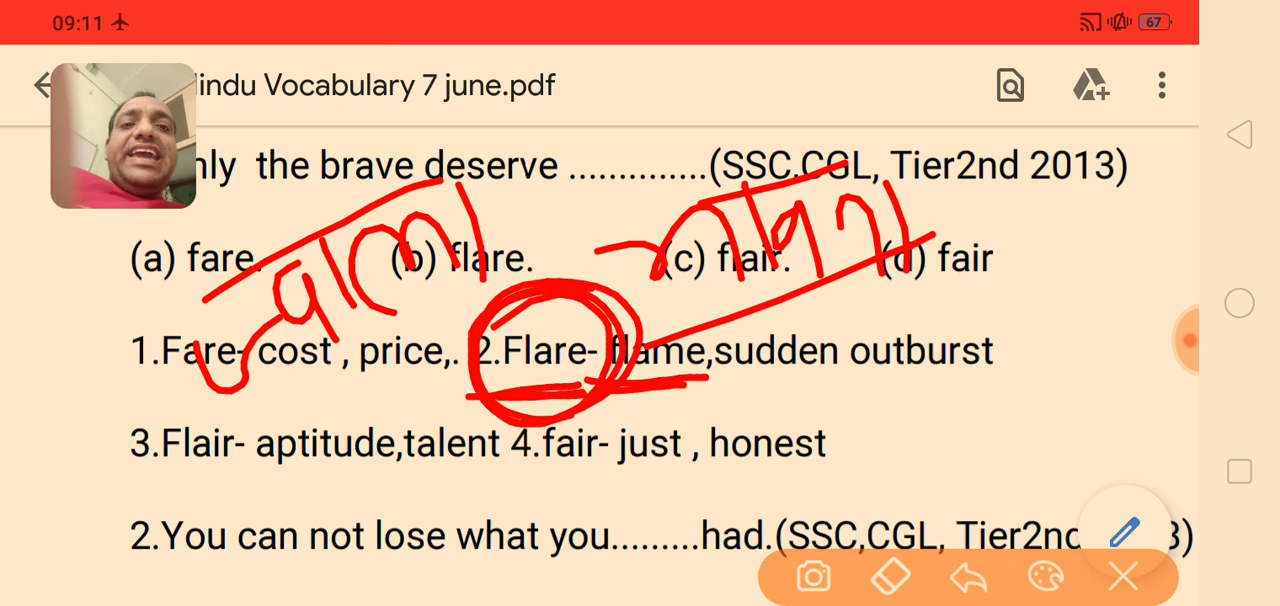 09:11 67
indu Vocabulary 7 june.pdf
the brave deserve ..............(SSC,CGL, Tier2nd 2013)
(a) fare. (b) flare. (c) flair. (d) fair
1.Fare- cost , price,. 2.Flare- flame,sudden outburst
3.Flair- aptitude,talent 4.fair- just , honest
2.You can not lose what you.........had.(SSC,CGL, 3)